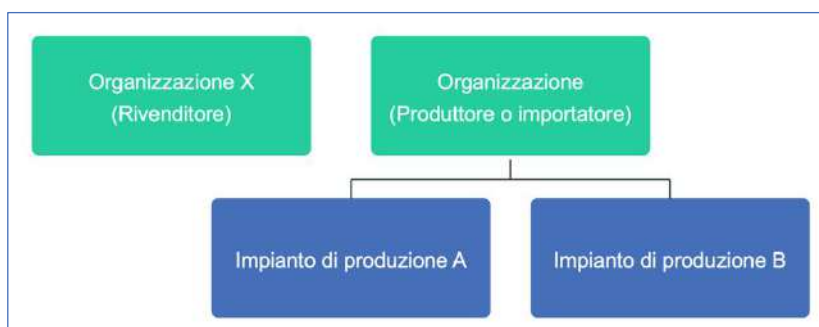 Organizzazione X
(Rivenditore)
Organizzazione
(Produttore o importatore)
Impianto di produzione A
Impianto di produzione B